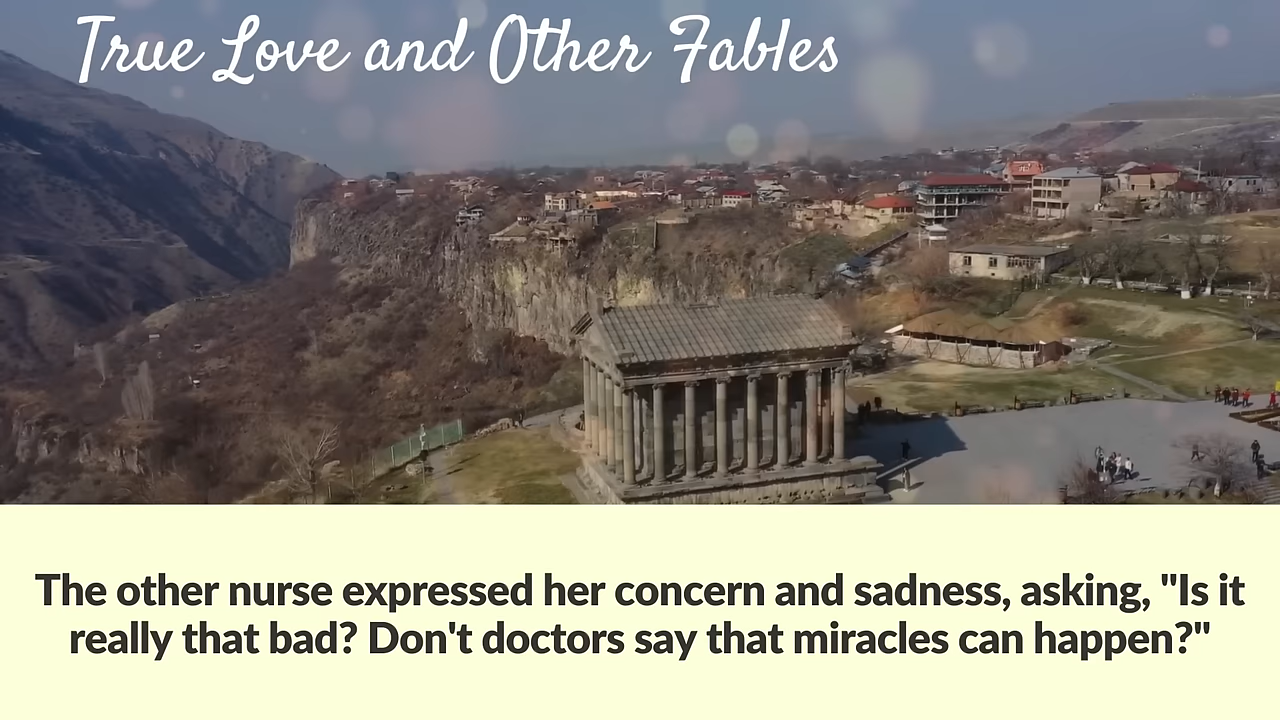 True Love and Other Fables
The other nurse expressed her concern and sadness, asking, "Is it
really that bad? Don't doctors say that miracles can happen?"